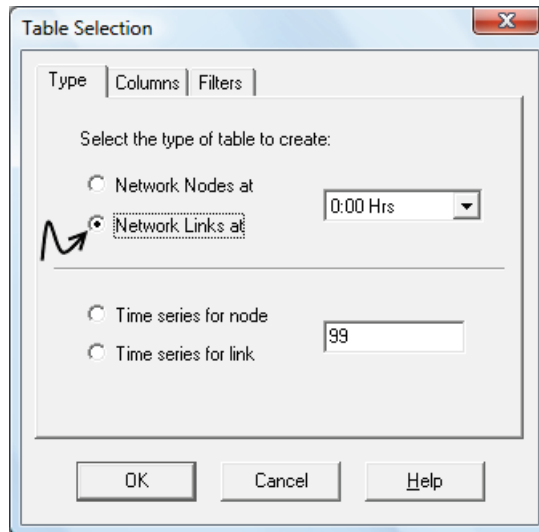 Table Selection
Type Columns Filters
Select the type of table to create:
Network Nodes at
0:00 Hrs
Network Links at
Time series for node
99
Time series for link
OK Cancel Help